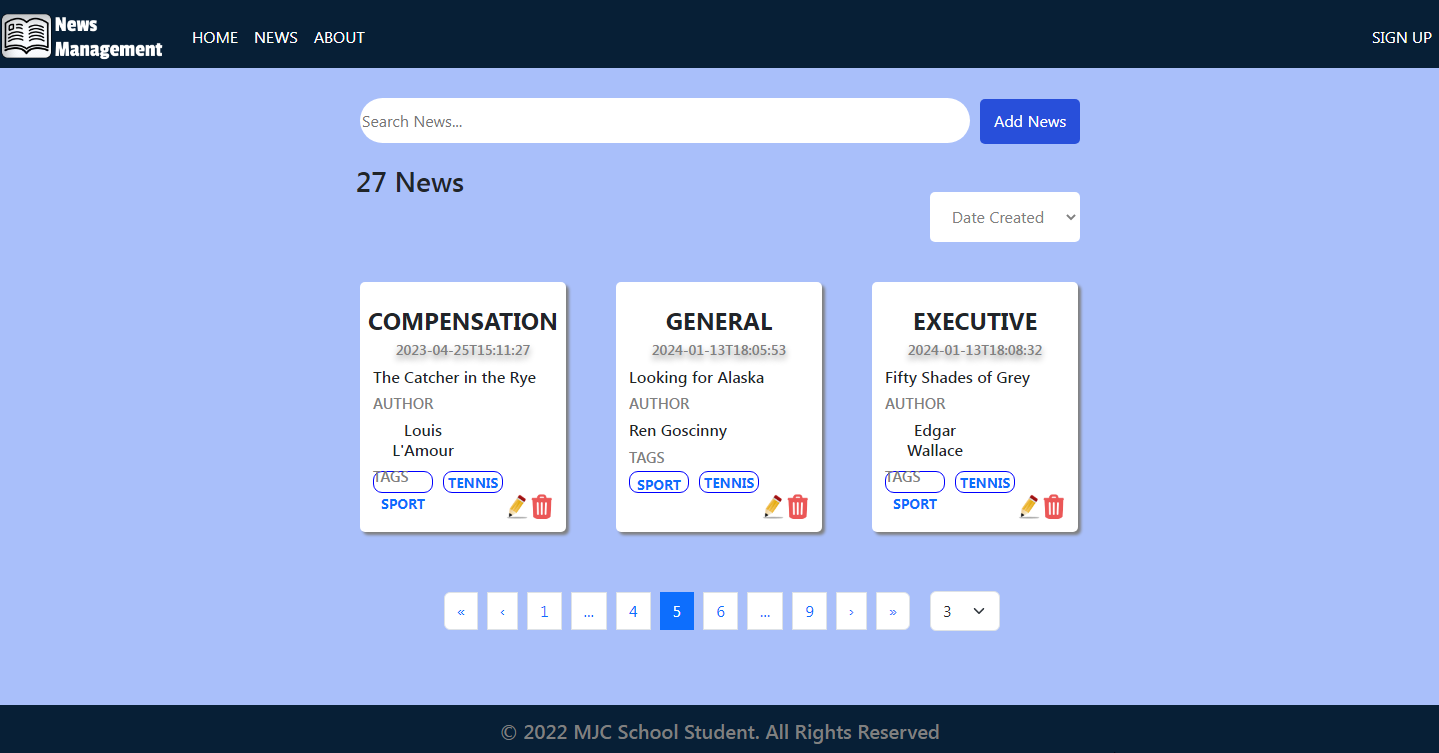 News
Management
HOME NEWS ABOUT
SIGN UP
Search News...
Add News
27 News
Date Created
COMPENSATION
2023-04-25T15:11:27
The Catcher in the Rye
AUTHOR
Louis
L'Amour
TAGS
TENNIS
SPORT
GENERAL
2024-01-13T18:05:53
Looking for Alaska
AUTHOR
Ren Goscinny
TAGS
SPORT TENNIS
EXECUTIVE
2024-01-13T18:08:32
Fifty Shades of Grey
AUTHOR
Edgar
Wallace
TAGS
TENNIS
SPORT
« ‹ 1 ... 4 5 6 ... 9 › » 3
© 2022 MJC School Student. All Rights Reserved